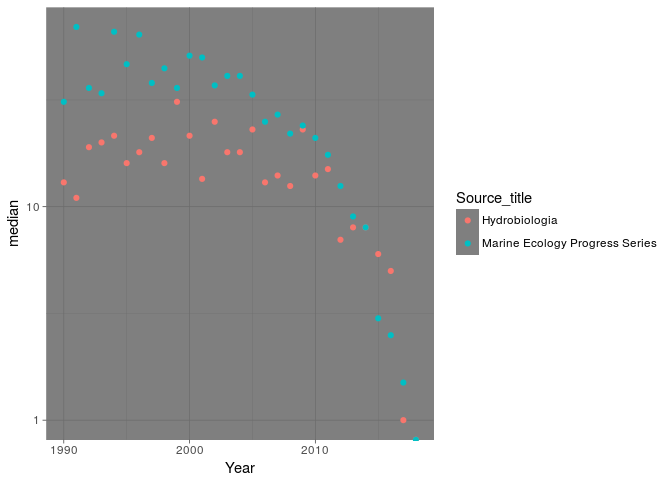 median
10
1
1990
2000
2010
Year
Source_title
Hydrobiologia
Marine Ecology Progress Series